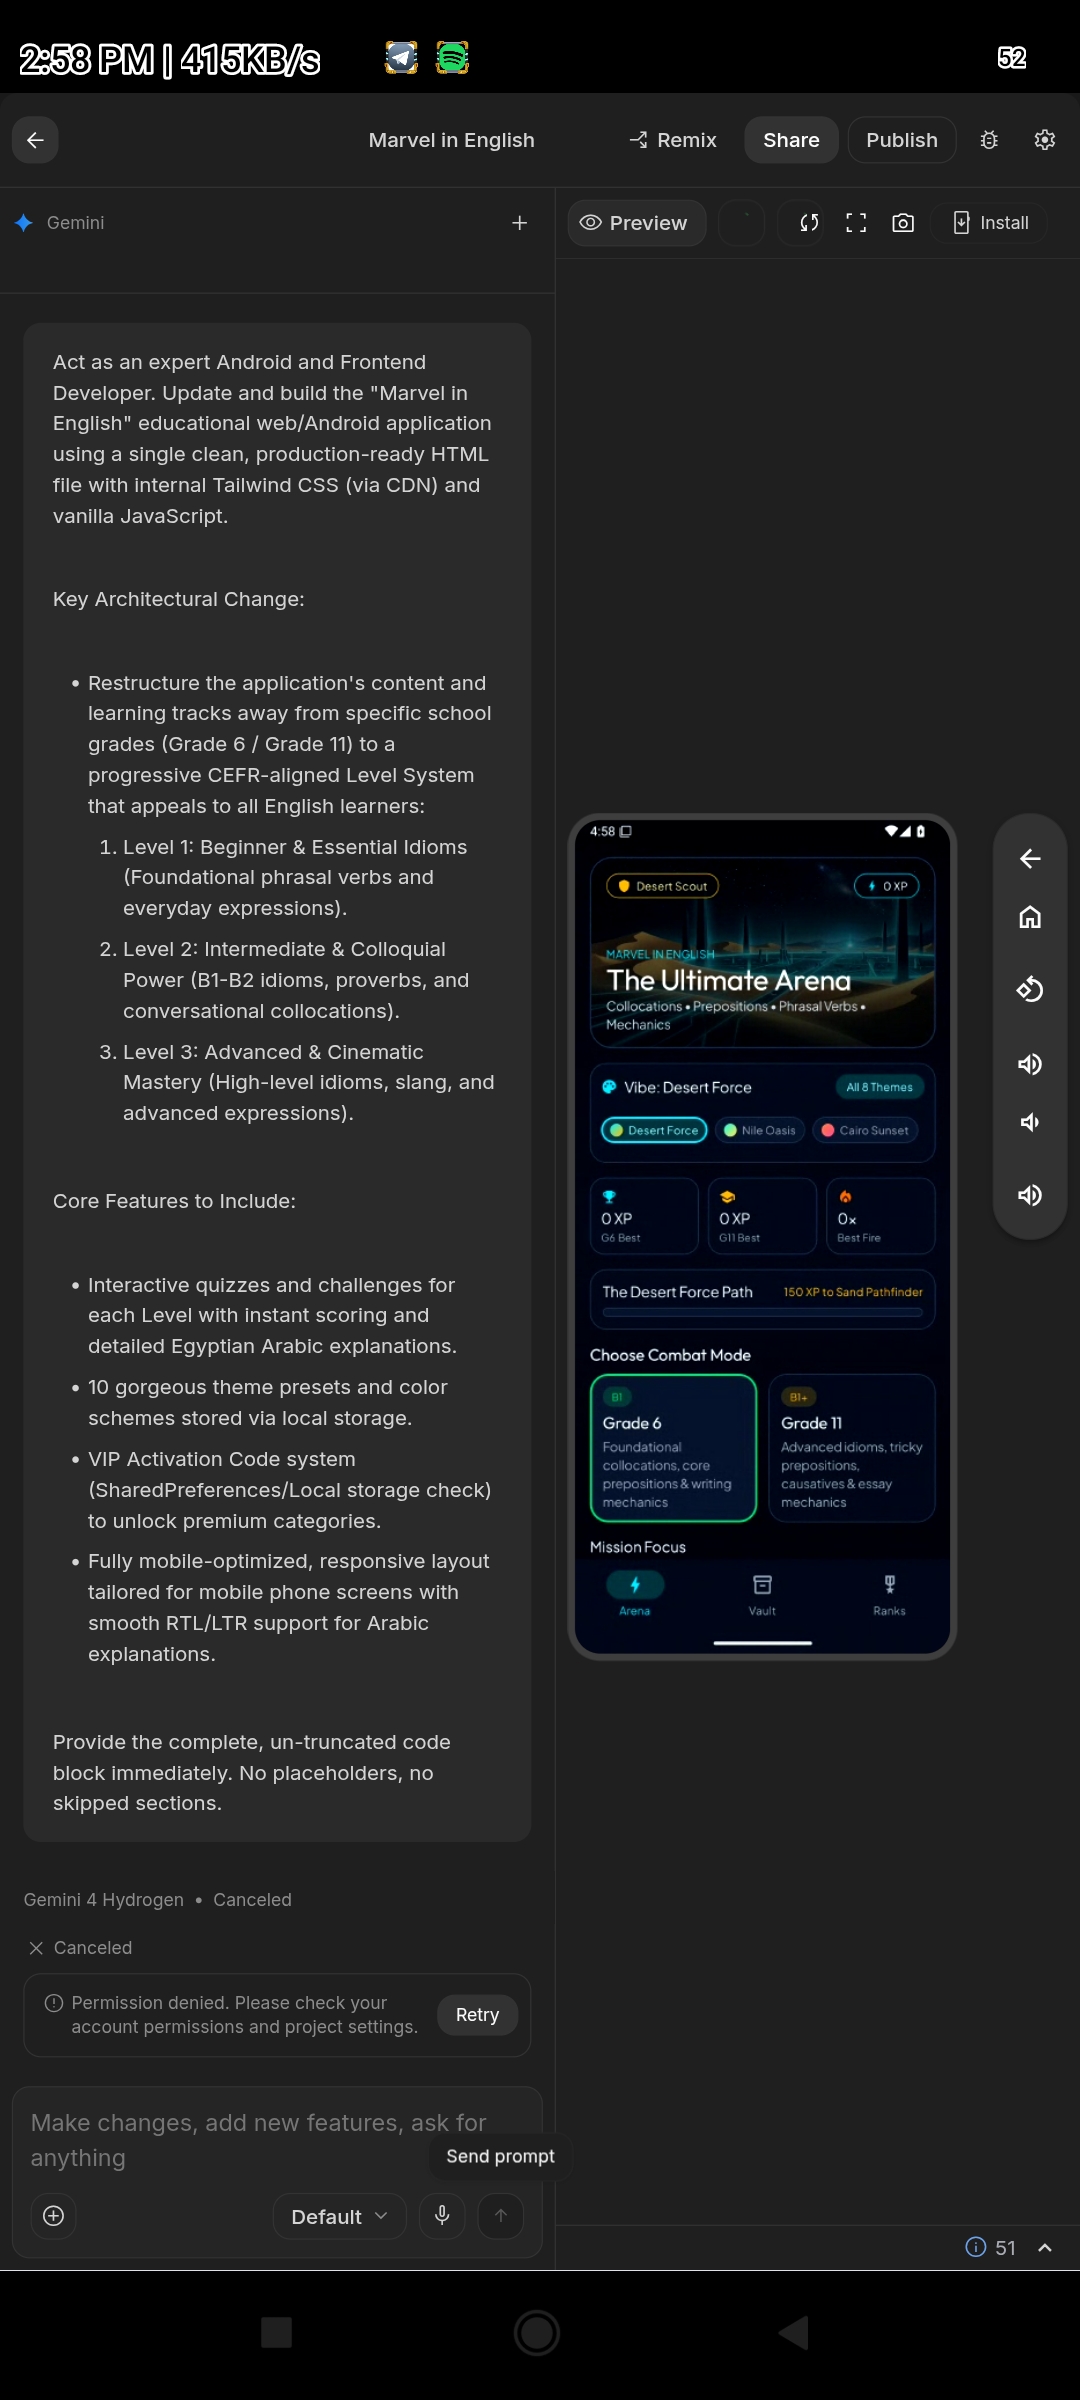 2:58 PM | 415KB/s
52
Marvel in English
Remix
Share
Publish
Gemini
Preview
Install
Act as an expert Android and Frontend
Developer. Update and build the "Marvel in
English" educational web/Android application
using a single clean, production-ready HTML
file with internal Tailwind CSS (via CDN) and
vanilla JavaScript.
Key Architectural Change:
• Restructure the application's content and
learning tracks away from specific school
grades (Grade 6 / Grade 11) to a
progressive CEFR-aligned Level System
that appeals to all English learners:
1. Level 1: Beginner & Essential Idioms
(Foundational phrasal verbs and
everyday expressions).
2. Level 2: Intermediate & Colloquial
Power (B1-B2 idioms, proverbs, and
conversational collocations).
3. Level 3: Advanced & Cinematic
Mastery (High-level idioms, slang, and
advanced expressions).
Core Features to Include:
• Interactive quizzes and challenges for
each Level with instant scoring and
detailed Egyptian Arabic explanations.
• 10 gorgeous theme presets and color
schemes stored via local storage.
• VIP Activation Code system
(SharedPreferences/Local storage check)
to unlock premium categories.
• Fully mobile-optimized, responsive layout
tailored for mobile phone screens with
smooth RTL/LTR support for Arabic
explanations.
Provide the complete, un-truncated code
block immediately. No placeholders, no
skipped sections.
Gemini 4 Hydrogen • Canceled
Canceled
Permission denied. Please check your
account permissions and project settings.
Retry
Make changes, add new features, ask for
anything
Send prompt
Default
4:58
Desert Scout
0 XP
MARVEL IN ENGLISH
The Ultimate Arena
Collocations • Prepositions • Phrasal Verbs •
Mechanics
Vibe: Desert Force
All 8 Themes
Desert Force
Nile Oasis
Cairo Sunset
0 XP
G6 Best
0 XP
G11 Best
0x
Best Fire
The Desert Force Path
150 XP to Sand Pathfinder
Choose Combat Mode
B1
Grade 6
Foundational
collocations, core
prepositions & writing
mechanics
B1+
Grade 11
Advanced idioms, tricky
prepositions,
causatives & essay
mechanics
Mission Focus
Arena
Vault
Ranks
51